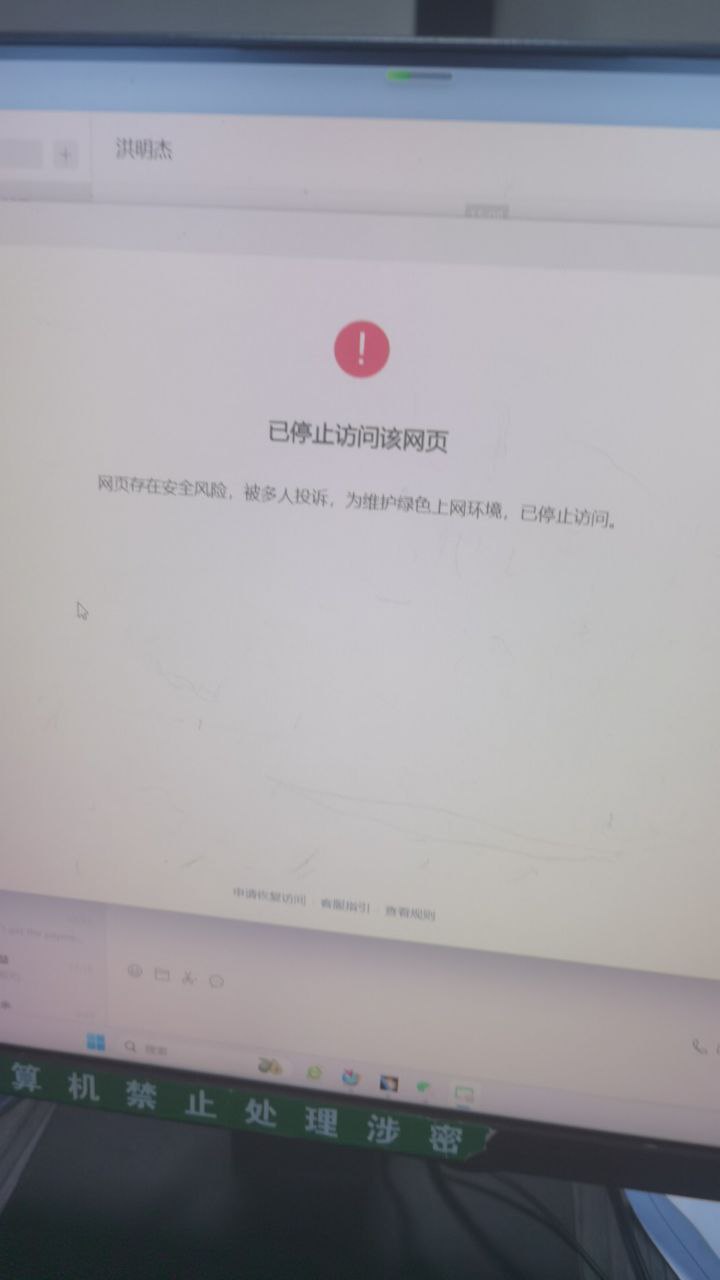 洪明杰
已停止访问该网页
网页存在安全风险，被多人投诉，为维护绿色上网环境，已停止访问。
申请恢复访问 客服指引 查看规则
搜索
算机禁止处理涉密